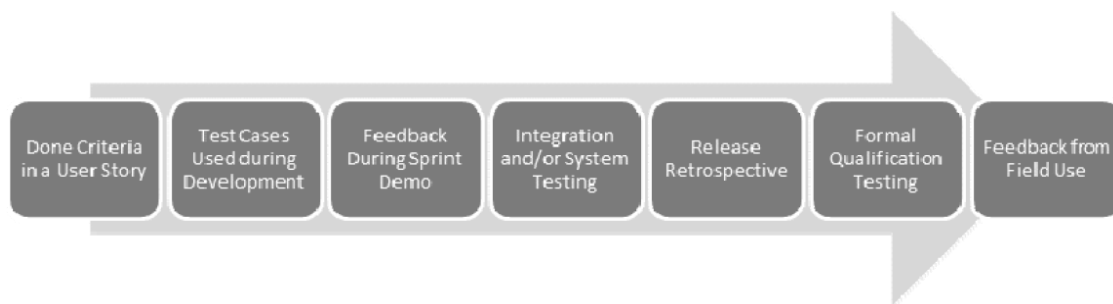 Done Criteria
in a User Story
Test Cases
Used during
Development
Feedback
During Sprint
Demo
Integration
and/or System
Testing
Release
Retrospective
Formal
Qualification
Testing
Feedback from
Field Use